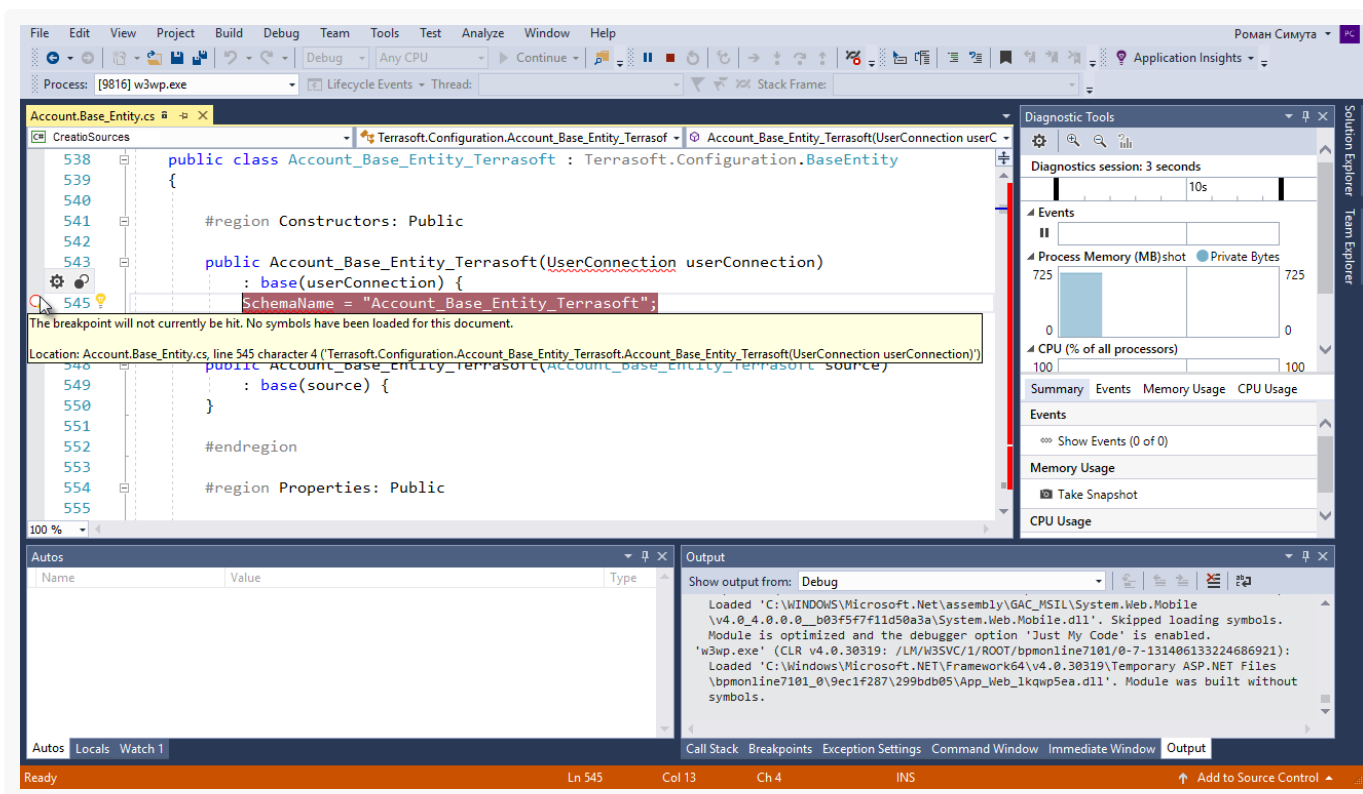 File Edit View Project Build Debug Team Tools Test Analyze Window Help Роман Симута РС
Debug Any CPU Continue Application Insights
Process: [9816] w3wp.exe Lifecycle Events Thread: Stack Frame:
Account.Base_Entity.cs
C# CreatioSources Terrasoft.Configuration.Account_Base_Entity_Terrasof Account_Base_Entity_Terrasoft(UserConnection userC
538 public class Account_Base_Entity_Terrasoft : Terrasoft.Configuration.BaseEntity
539 {
540
541 #region Constructors: Public
542
543 public Account_Base_Entity_Terrasoft(UserConnection userConnection)
: base(userConnection) {
545 SchemaName = "Account_Base_Entity_Terrasoft";
The breakpoint will not currently be hit. No symbols have been loaded for this document.
Location: Account.Base_Entity.cs, line 545 character 4 ('Terrasoft.Configuration.Account_Base_Entity_Terrasoft.Account_Base_Entity_Terrasoft(UserConnection userConnection)')
548 public Account_Base_Entity_Terrasoft(Account_Base_Entity_Terrasoft source)
549 : base(source) {
550 }
551
552 #endregion
553
554 #region Properties: Public
555
100 %
Diagnostic Tools
Diagnostics session: 3 seconds
10s
Events
Process Memory (MB) shot Private Bytes
725 725
0 0
CPU (% of all processors)
100 100
Summary Events Memory Usage CPU Usage
Events
Show Events (0 of 0)
Memory Usage
Take Snapshot
CPU Usage
Solution Explorer
Team Explorer
Autos
Name Value Type
Autos Locals Watch 1
Output
Show output from: Debug
Loaded 'C:\WINDOWS\Microsoft.Net\assembly\GAC_MSIL\System.Web.Mobile
\v4.0_4.0.0.0__b03f5f7f11d50a3a\System.Web.Mobile.dll'. Skipped loading symbols.
Module is optimized and the debugger option 'Just My Code' is enabled.
'w3wp.exe' (CLR v4.0.30319: /LM/W3SVC/1/ROOT/bpmonline7101/0-7-131406133224686921):
Loaded 'C:\Windows\Microsoft.NET\Framework64\v4.0.30319\Temporary ASP.NET Files
\bpmonline7101_0\9ec1f287\299bdb05\App_Web_lkqwp5ea.dll'. Module was built without
symbols.
Call Stack Breakpoints Exception Settings Command Window Immediate Window Output
Ready Ln 545 Col 13 Ch 4 INS Add to Source Control